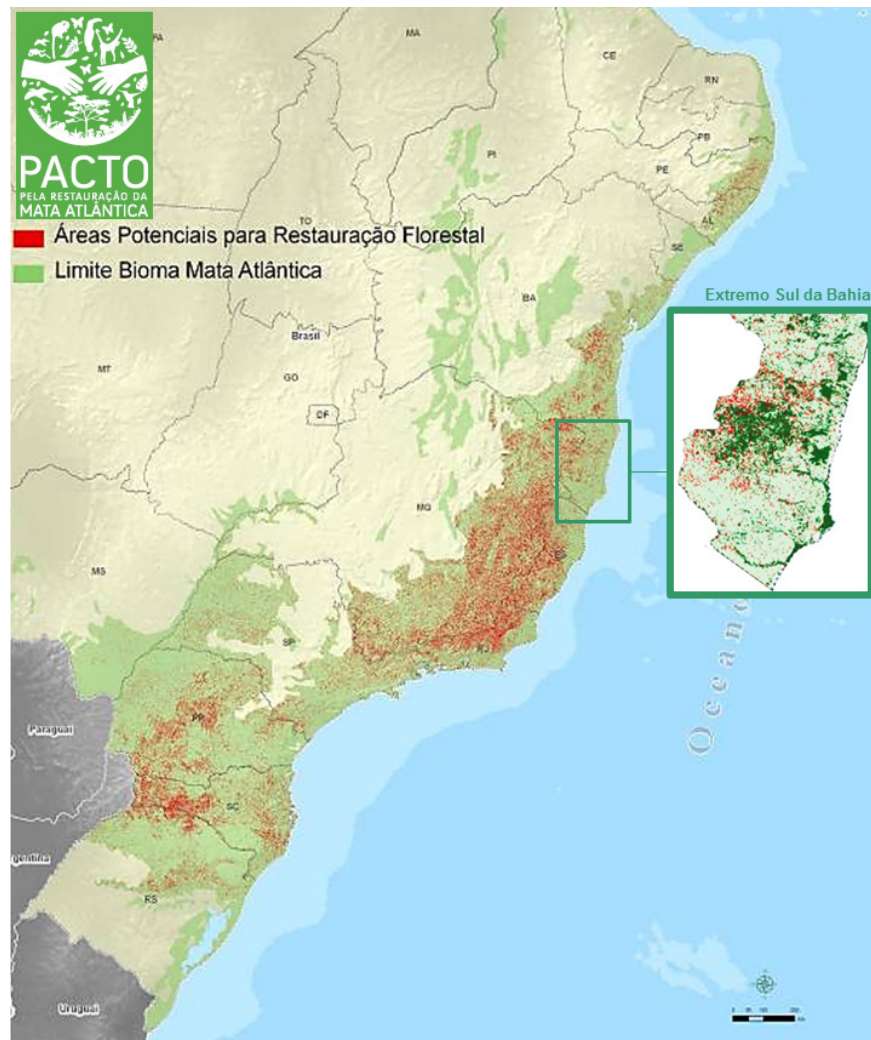 PACTO
PELA RESTAURAÇÃO DA
MATA ATLÂNTICA
Áreas Potenciais para Restauração Florestal
Limite Bioma Mata Atlântica
MA
CE
RN
PB
PI
PE
AL
TO
SE
BA
Extremo Sul da Bahia
Brasil
MT
GO
DF
MG
MS
SP
RJ
Paraguai
PR
SC
RS
Uruguai
Oceano